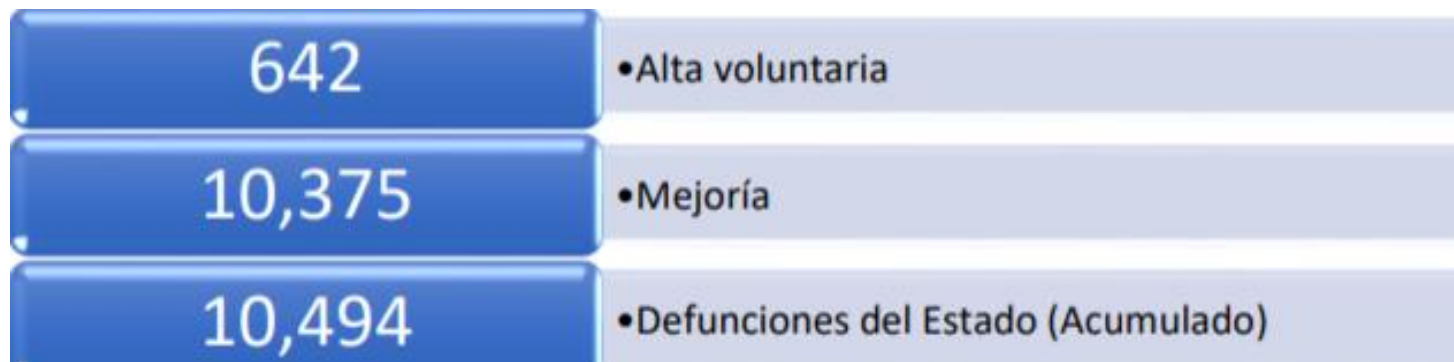 642
•Alta voluntaria
10,375
•Mejoría
10,494
•Defunciones del Estado (Acumulado)